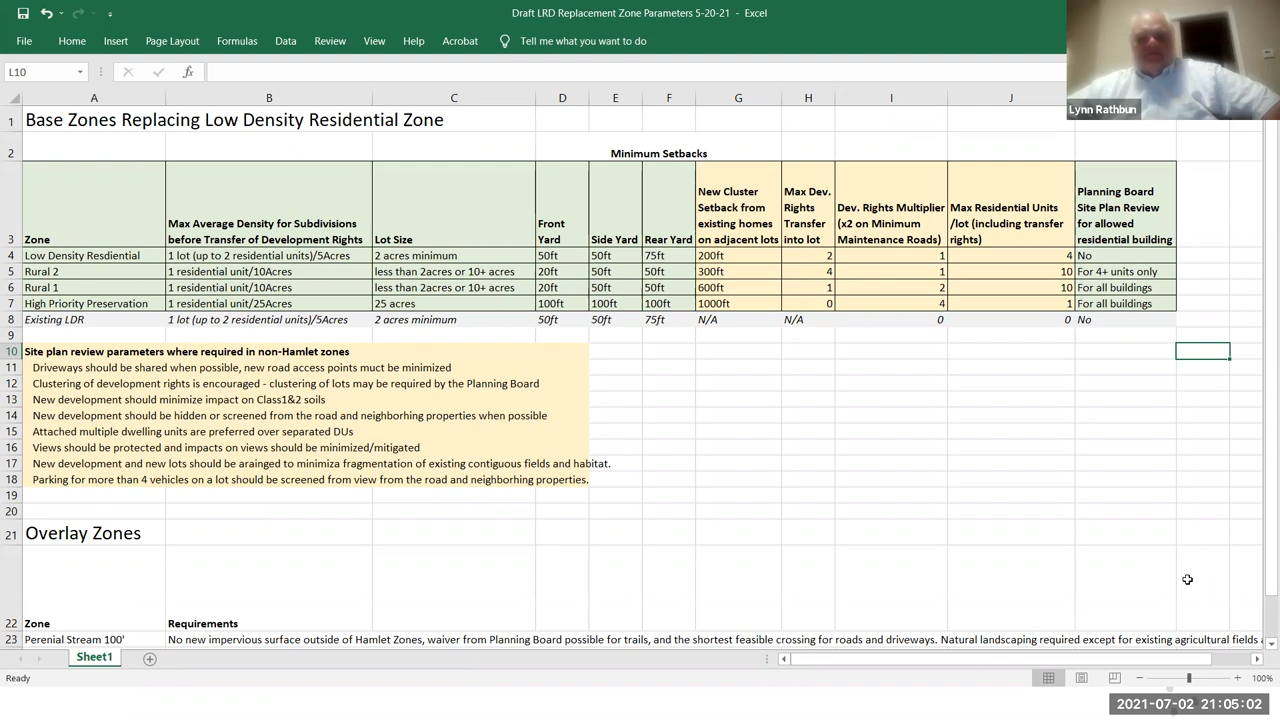 Draft LRD Replacement Zone Parameters 5-20-21 - Excel
File Home Insert Page Layout Formulas Data Review View Help Acrobat Tell me what you want to do
L10 fx
Lynn Rathbun
A B C D E F G H I J K
1 Base Zones Replacing Low Density Residential Zone
2 Minimum Setbacks
3 Zone
Max Average Density for Subdivisions
before Transfer of Development Rights
Lot Size
Front
Yard
Side Yard
Rear Yard
New Cluster
Setback from
existing homes
on adjacent lots
Max Dev.
Rights
Transfer
into lot
Dev. Rights Multiplier
(x2 on Minimum
Maintenance Roads)
Max Residential Units
/lot (including transfer
rights)
Planning Board
Site Plan Review
for allowed
residential building
4 Low Density Resdiential 1 lot (up to 2 residential units)/5Acres 2 acres minimum 50ft 50ft 75ft 200ft 2 1 4 No
5 Rural 2 1 residential unit/10Acres less than 2acres or 10+ acres 20ft 50ft 50ft 300ft 4 1 10 For 4+ units only
6 Rural 1 1 residential unit/10Acres less than 2acres or 10+ acres 20ft 50ft 50ft 600ft 1 2 10 For all buildings
7 High Priority Preservation 1 residential unit/25Acres 25 acres 100ft 100ft 100ft 1000ft 0 4 1 For all buildings
8 Existing LDR 1 lot (up to 2 residential units)/5Acres 2 acres minimum 50ft 50ft 75ft N/A N/A 0 0 No
9
10 Site plan review parameters where required in non-Hamlet zones
11 Driveways should be shared when possible, new road access points muct be minimized
12 Clustering of development rights is encouraged - clustering of lots may be required by the Planning Board
13 New development should minimize impact on Class1&2 soils
14 New development should be hidden or screened from the road and neighborhing properties when possible
15 Attached multiple dwelling units are preferred over separated DUs
16 Views should be protected and impacts on views should be minimized/mitigated
17 New development and new lots should be arainged to minimiza fragmentation of existing contiguous fields and habitat.
18 Parking for more than 4 vehicles on a lot should be screened from view from the road and neighborhing properties.
19
20
21 Overlay Zones
22 Zone Requirements
23 Perenial Stream 100' No new impervious surface outside of Hamlet Zones, waiver from Planning Board possible for trails, and the shortest feasible crossing for roads and driveways. Natural landscaping required except for existing agricultural fields
Sheet1
Ready 100%
2021-07-02 21:05:02